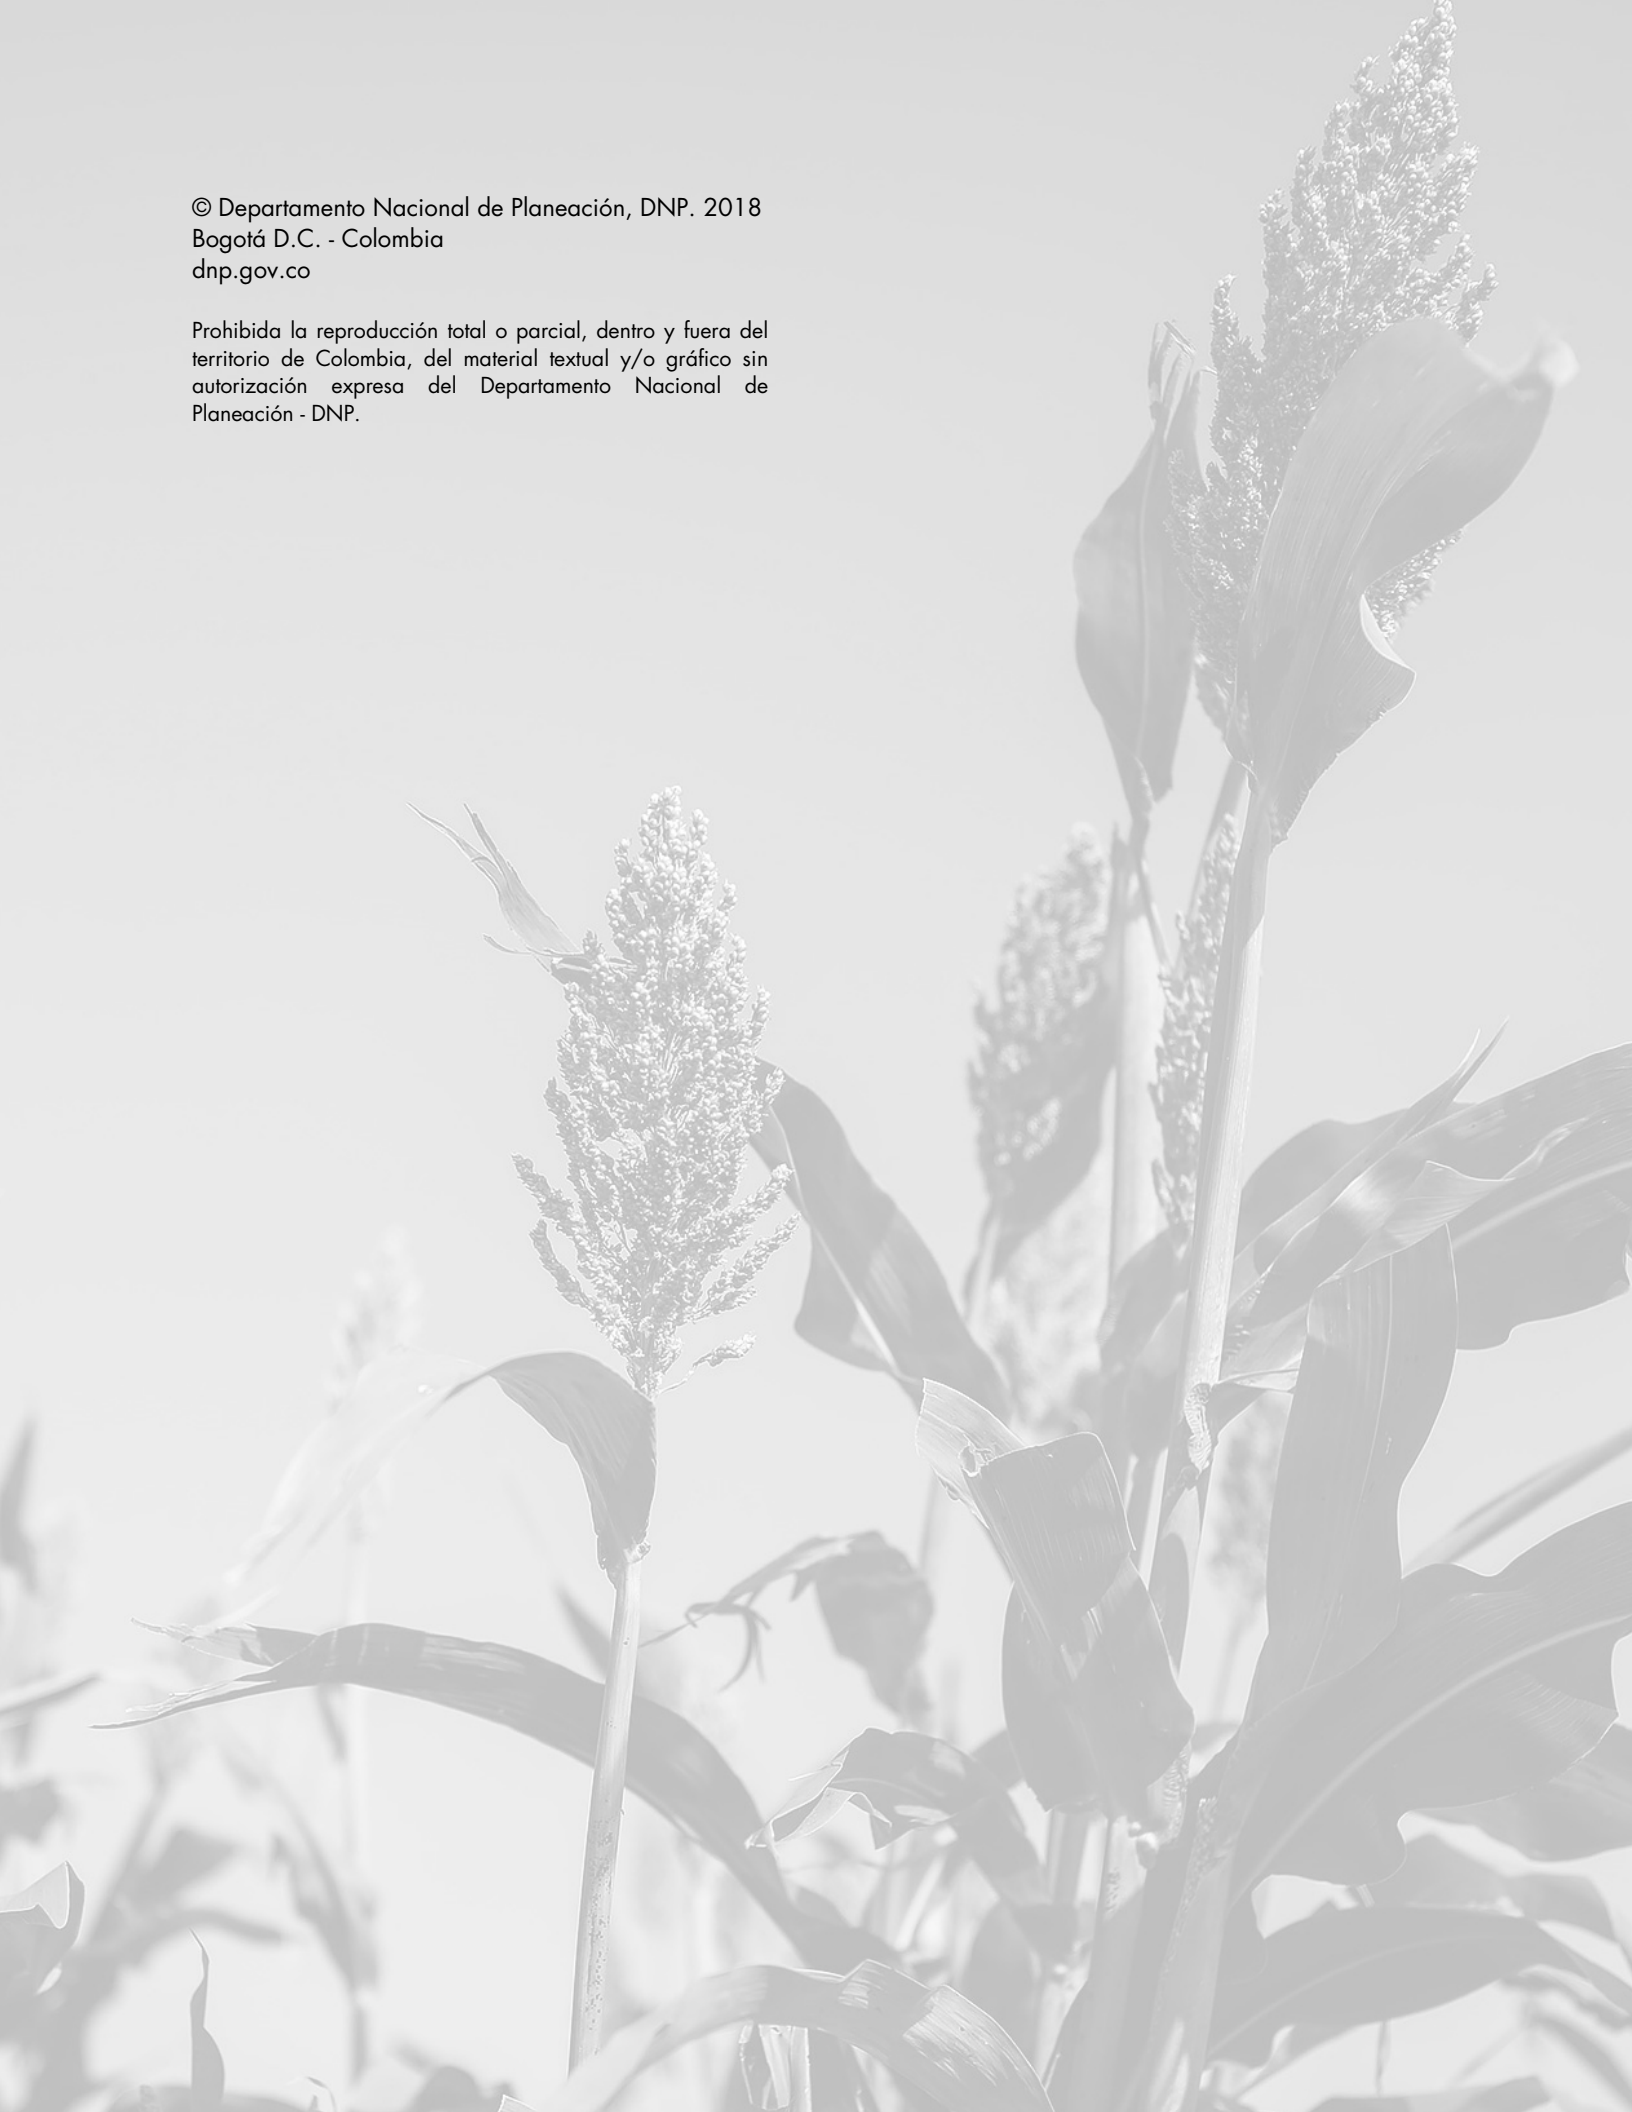 © Departamento Nacional de Planeación, DNP. 2018
Bogotá D.C. - Colombia
dnp.gov.co
Prohibida la reproducción total o parcial, dentro y fuera del
territorio de Colombia, del material textual y/o gráfico sin
autorización expresa del Departamento Nacional de
Planeación - DNP.